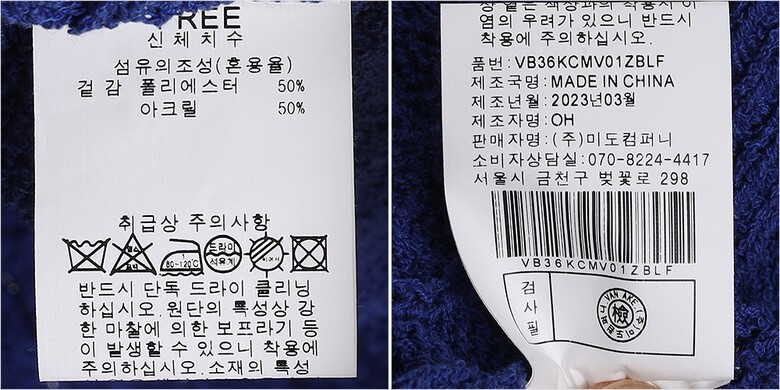 REE
신체치수
섬유의조성(혼용율)
겉감 폴리에스터 50%
아크릴 50%
취급상 주의사항
80~120℃
드라이
석유계
반드시 단독 드라이 클리닝
하십시오.원단의 특성상 강
한 마찰에 의한 보프라기 등
이 발생할 수 있으니 착용에
주의하십시오.소재의 특성
염의 우려가 있으니 반드시
착용에 주의하십시오.
품번:VB36KCMV01ZBLF
제조국명:MADE IN CHINA
제조년월:2023년03월
제조자명:OH
판매자명:(주)미도컴퍼니
소비자상담실:070-8224-4417
서울시 금천구 벚꽃로 298
VB36KCMV01ZBLF
검사필
VAN AKE (주)미도컴퍼니
檢